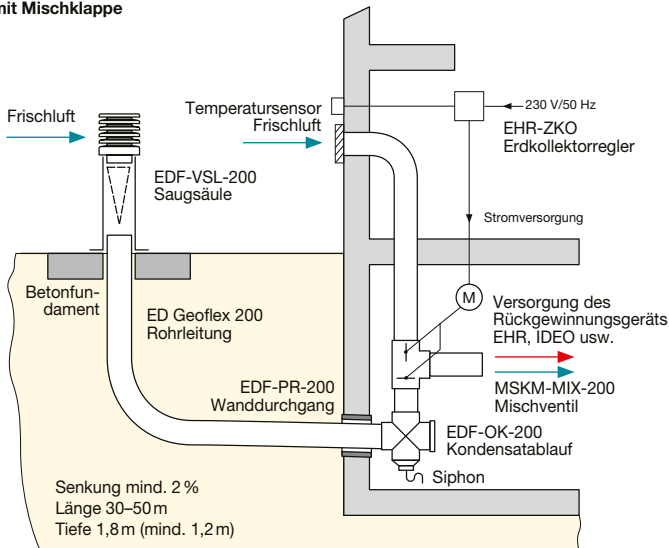 mit Mischklappe
Frischluft
Temperatursensor
Frischluft
230 V/50 Hz
EHR-ZKO
Erdkollektorregler
EDF-VSL-200
Saugsäule
Stromversorgung
Betonfun-
dament
ED Geoflex 200
Rohrleitung
M
Versorgung des
Rückgewinnungsgeräts
EHR, IDEO usw.
MSKM-MIX-200
Mischventil
EDF-PR-200
Wanddurchgang
EDF-OK-200
Kondensatablauf
Siphon
Senkung mind. 2 %
Länge 30–50 m
Tiefe 1,8 m (mind. 1,2 m)